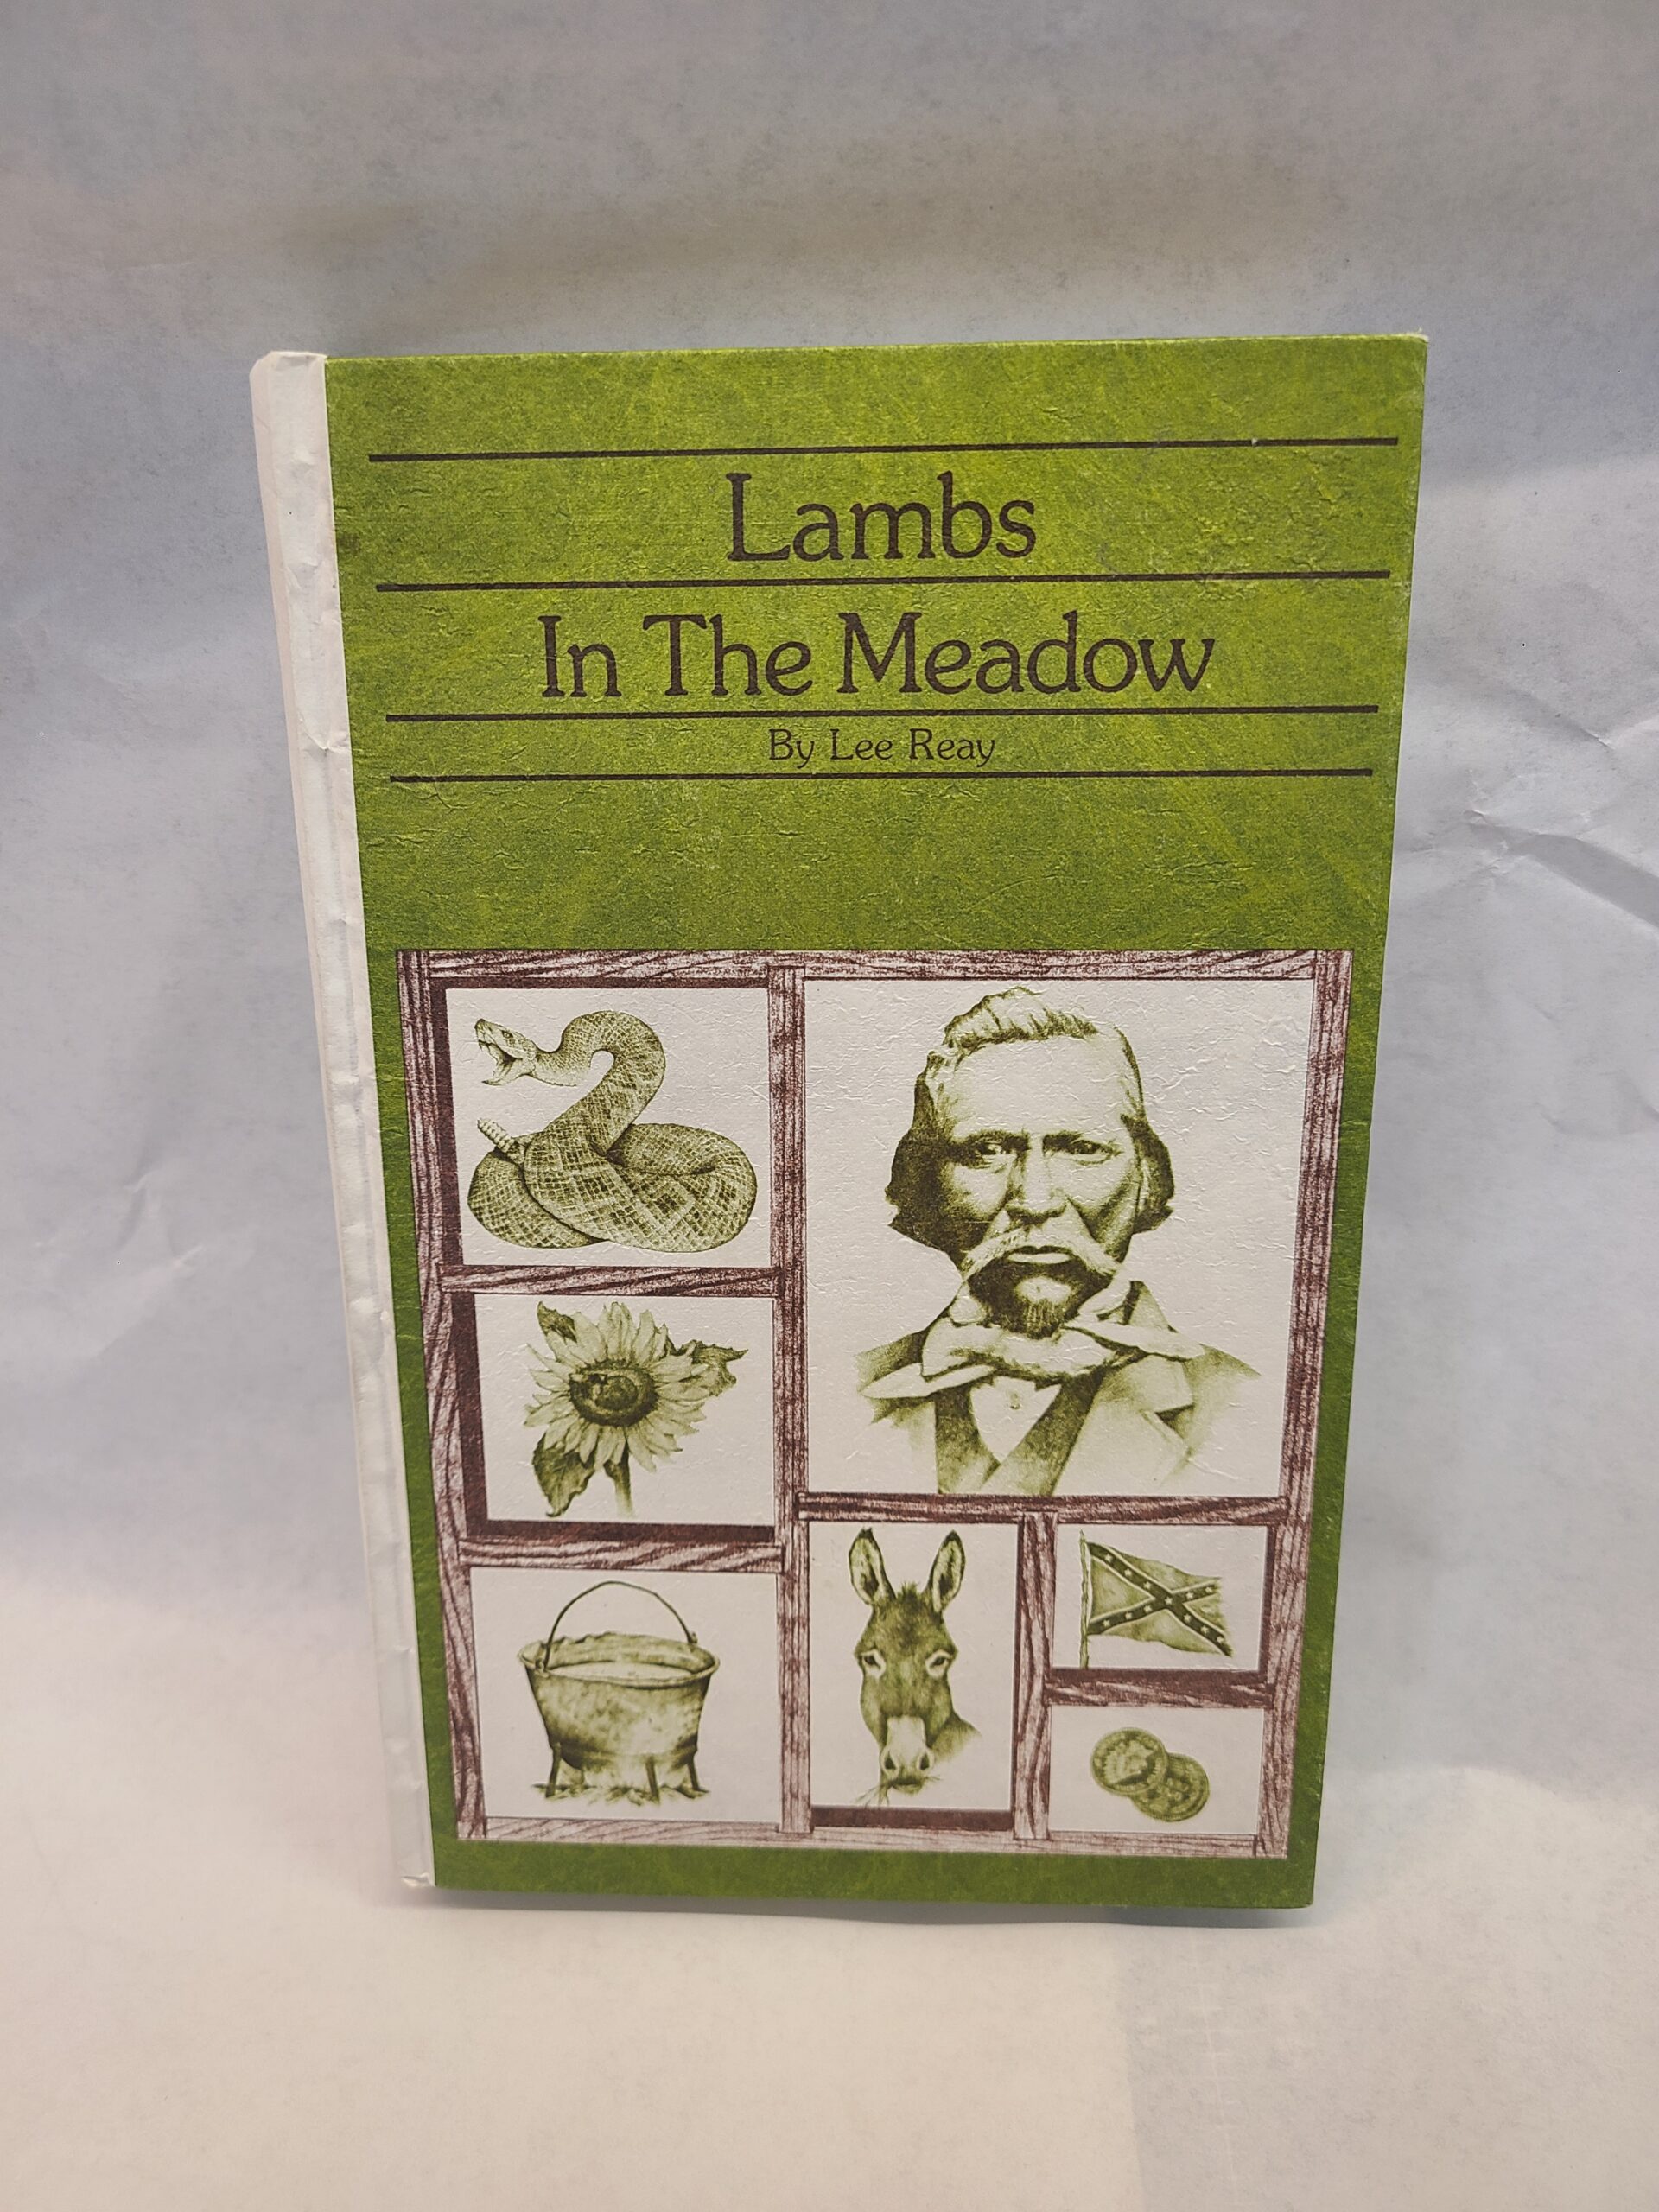 Lambs
In The Meadow
By Lee Reay